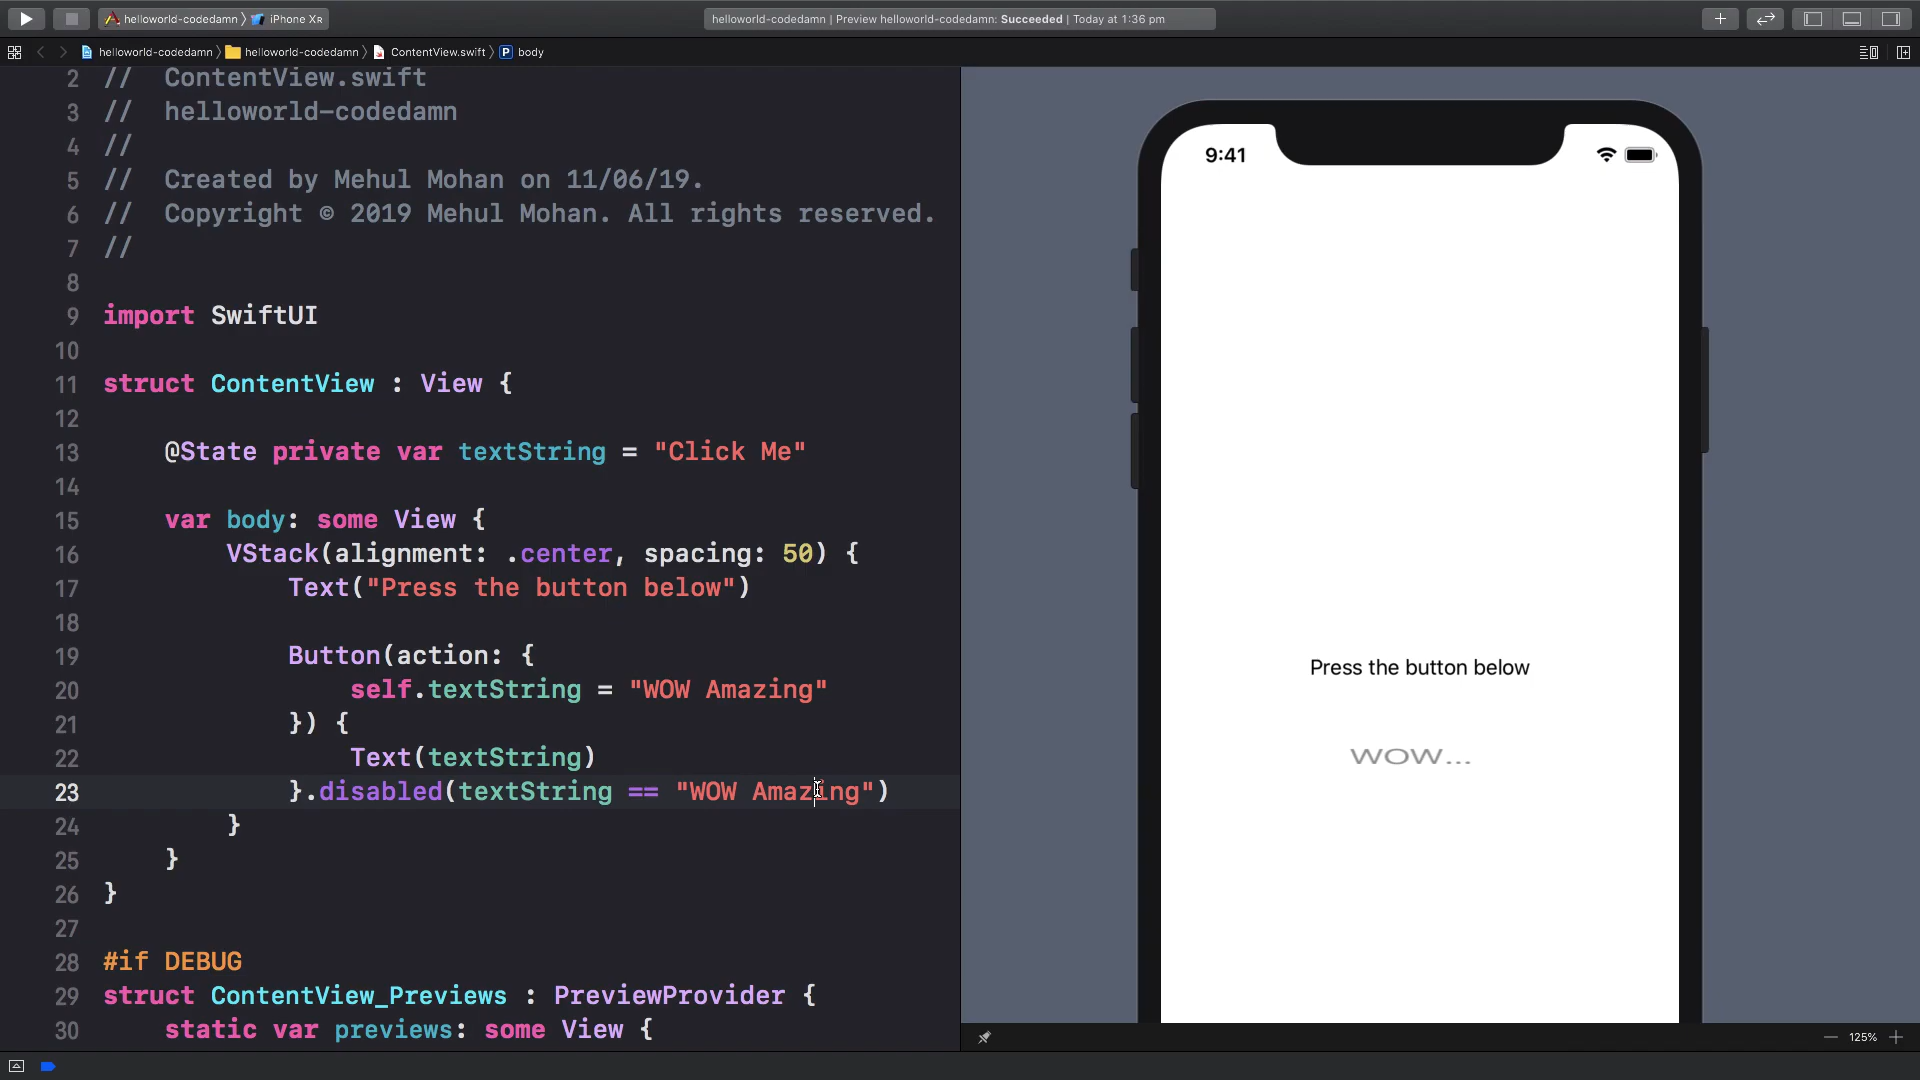 helloworld-codedamn ⟩ iPhone Xʀ
helloworld-codedamn | Preview helloworld-codedamn: Succeeded | Today at 1:36 pm
helloworld-codedamn ⟩ helloworld-codedamn ⟩ ContentView.swift ⟩ P body
2 //  ContentView.swift
3 //  helloworld-codedamn
4 //
5 //  Created by Mehul Mohan on 11/06/19.
6 //  Copyright © 2019 Mehul Mohan. All rights reserved.
7 //
8
9 import SwiftUI
10
11 struct ContentView : View {
12
13     @State private var textString = "Click Me"
14
15     var body: some View {
16         VStack(alignment: .center, spacing: 50) {
17             Text("Press the button below")
18
19             Button(action: {
20                 self.textString = "WOW Amazing"
21             }) {
22                 Text(textString)
23             }.disabled(textString == "WOW Amazing")
24         }
25     }
26 }
27
28 #if DEBUG
29 struct ContentView_Previews : PreviewProvider {
30     static var previews: some View {
9:41
Press the button below
WOW...
125%